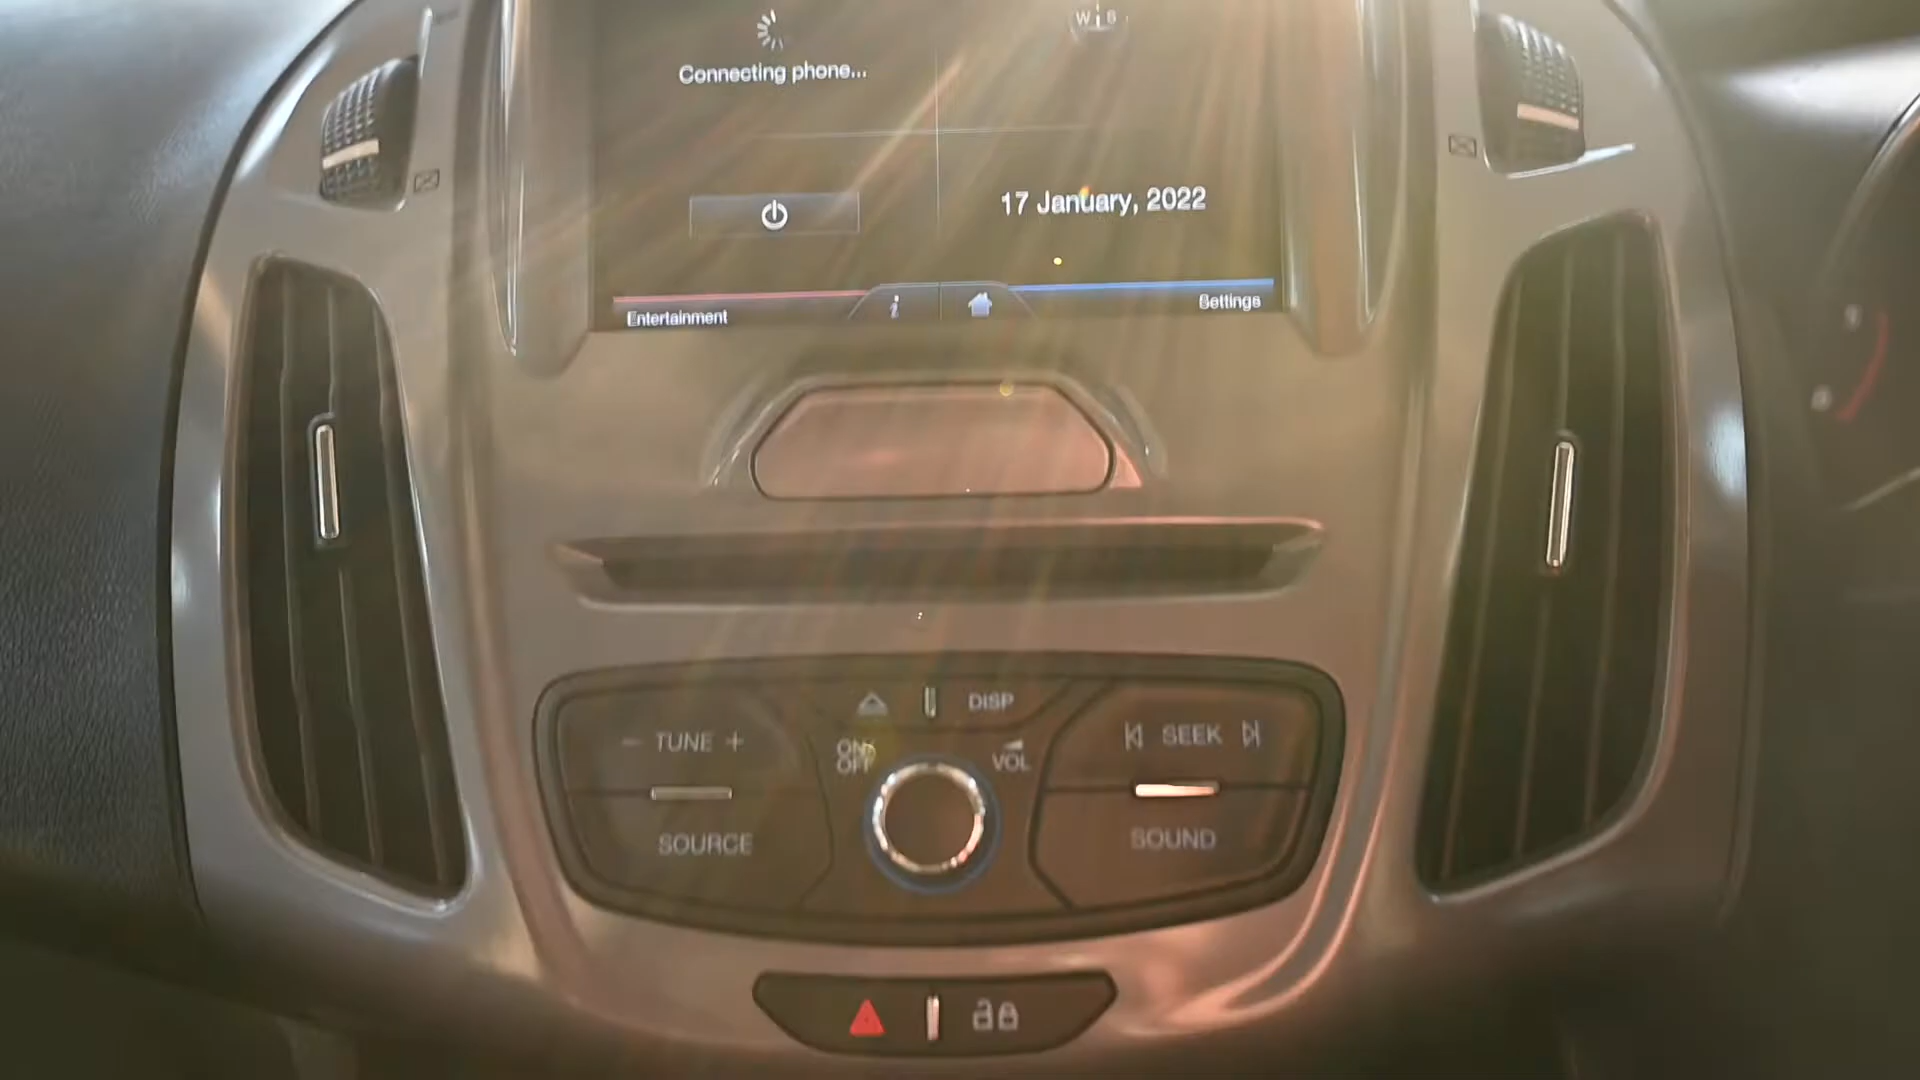 W S
Connecting phone...
17 January, 2022
i
Entertainment
Settings
DISP
− TUNE +
ON
OFF
VOL
SEEK
SOURCE
SOUND